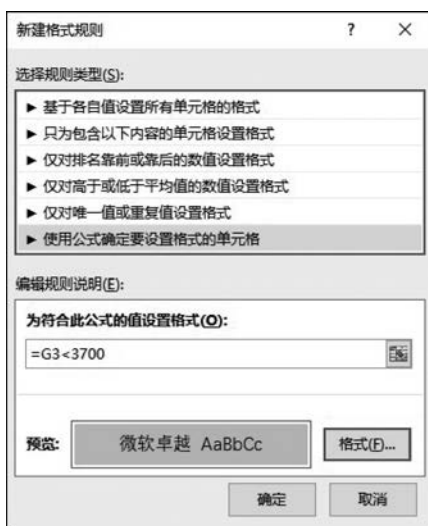 新建格式规则 ? ×
选择规则类型(S):
► 基于各自值设置所有单元格的格式
► 只为包含以下内容的单元格设置格式
► 仅对排名靠前或靠后的数值设置格式
► 仅对高于或低于平均值的数值设置格式
► 仅对唯一值或重复值设置格式
► 使用公式确定要设置格式的单元格
编辑规则说明(E):
为符合此公式的值设置格式(O):
=G3<3700
预览: 微软卓越 AaBbCc 格式(F)...
确定 取消